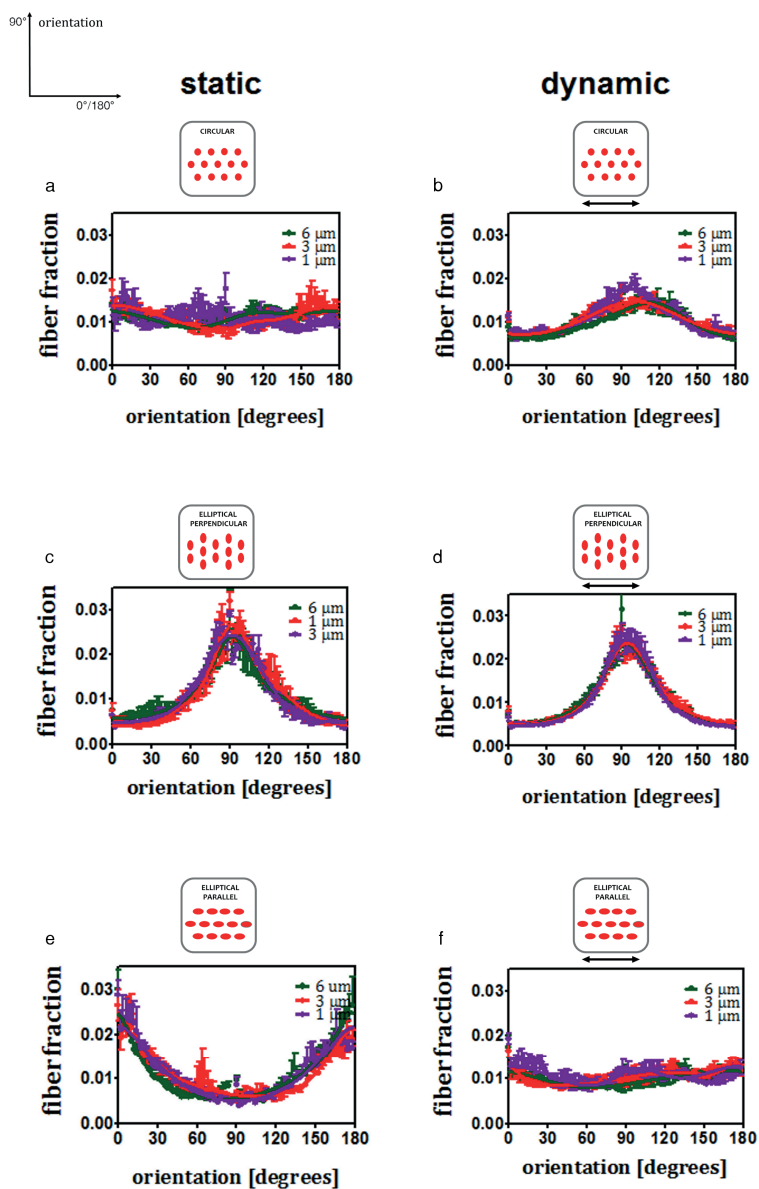 90°
orientation
0°/180°
static
dynamic
CIRCULAR
a
fiber fraction
0.03
0.02
0.01
0.00
6 µm
3 µm
1 µm
0 30 60 90 120 150 180
orientation [degrees]
CIRCULAR
b
fiber fraction
0.03
0.02
0.01
0.00
6 µm
3 µm
1 µm
0 30 60 90 120 150 180
orientation [degrees]
ELLIPTICAL
PERPENDICULAR
c
fiber fraction
0.03
0.02
0.01
0.00
6 µm
1 µm
3 µm
0 30 60 90 120 150 180
orientation [degrees]
ELLIPTICAL
PERPENDICULAR
d
fiber fraction
0.03
0.02
0.01
0.00
6 µm
3 µm
1 µm
0 30 60 90 120 150 180
orientation [degrees]
ELLIPTICAL
PARALLEL
e
fiber fraction
0.03
0.02
0.01
0.00
6 um
3 µm
1 µm
0 30 60 90 120 150 180
orientation [degrees]
ELLIPTICAL
PARALLEL
f
fiber fraction
0.03
0.02
0.01
0.00
6 µm
3 µm
1 µm
0 30 60 90 120 150 180
orientation [degrees]